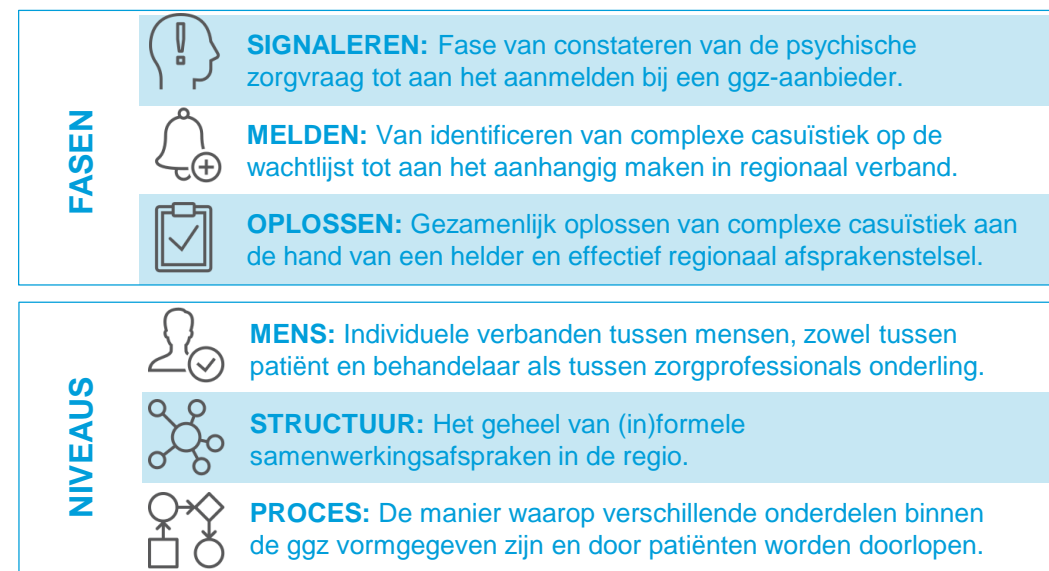 FASEN
SIGNALEREN: Fase van constateren van de psychische
zorgvraag tot aan het aanmelden bij een ggz-aanbieder.
MELDEN: Van identificeren van complexe casuïstiek op de
wachtlijst tot aan het aanhangig maken in regionaal verband.
OPLOSSEN: Gezamenlijk oplossen van complexe casuïstiek aan
de hand van een helder en effectief regionaal afsprakenstelsel.
NIVEAUS
MENS: Individuele verbanden tussen mensen, zowel tussen
patiënt en behandelaar als tussen zorgprofessionals onderling.
STRUCTUUR: Het geheel van (in)formele
samenwerkingsafspraken in de regio.
PROCES: De manier waarop verschillende onderdelen binnen
de ggz vormgegeven zijn en door patiënten worden doorlopen.